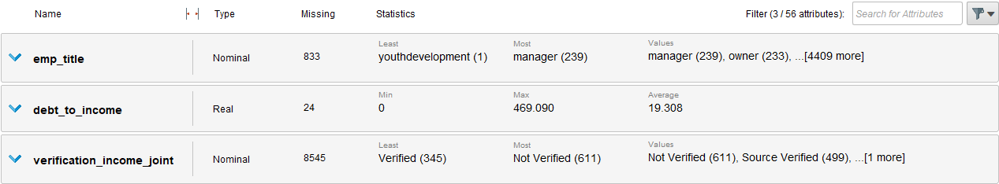 Name Type Missing Statistics Filter (3 / 56 attributes): Search for Attributes
Least Most Values
emp_title Nominal 833 youthdevelopment (1) manager (239) manager (239), owner (233), ...[4409 more]
Min Max Average
debt_to_income Real 24 0 469.090 19.308
Least Most Values
verification_income_joint Nominal 8545 Verified (345) Not Verified (611) Not Verified (611), Source Verified (499), ...[1 more]